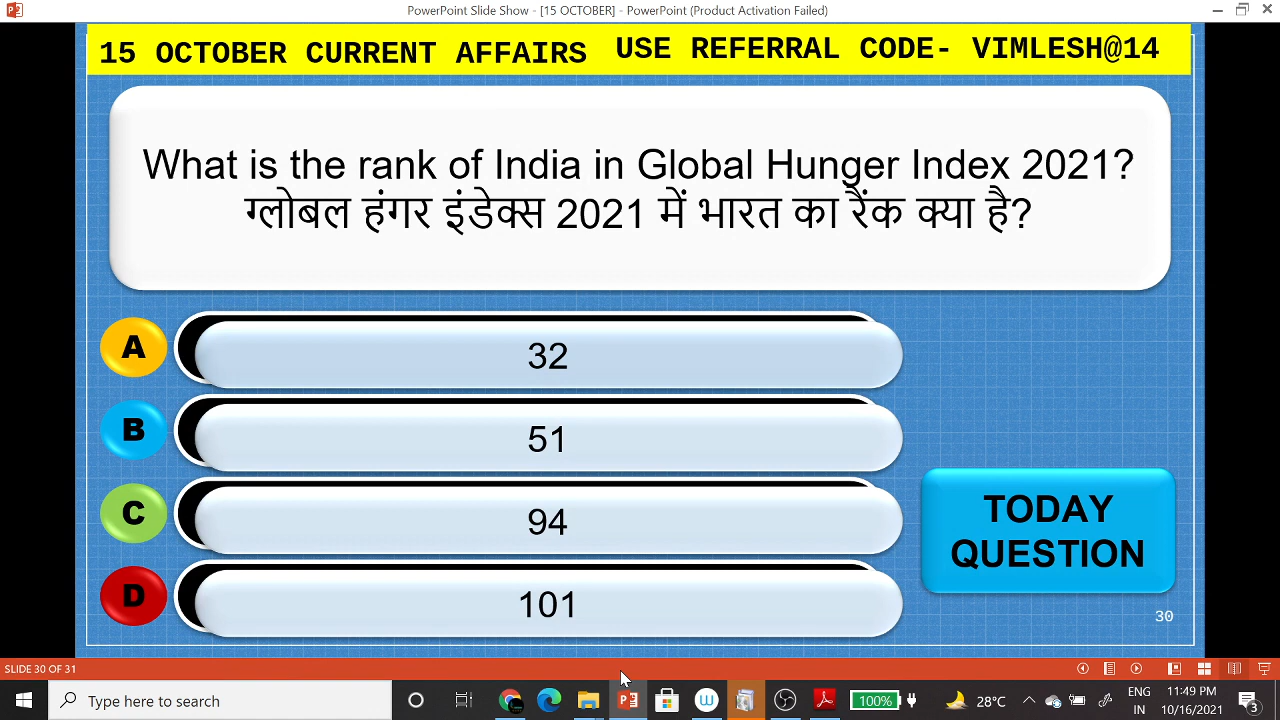 PowerPoint Slide Show - [15 OCTOBER] - PowerPoint (Product Activation Failed)
15 OCTOBER CURRENT AFFAIRS USE REFERRAL CODE- VIMLESH@14
What is the rank of India in Global Hunger Index 2021?
ग्लोबल हंगर इंडेक्स 2021 में भारत का रैंक क्या है?
A 32
B 51
C 94
D 101
TODAY
QUESTION
30
SLIDE 30 OF 31
Type here to search
100%
28°C
ENG
IN
11:49 PM
10/16/2021
3